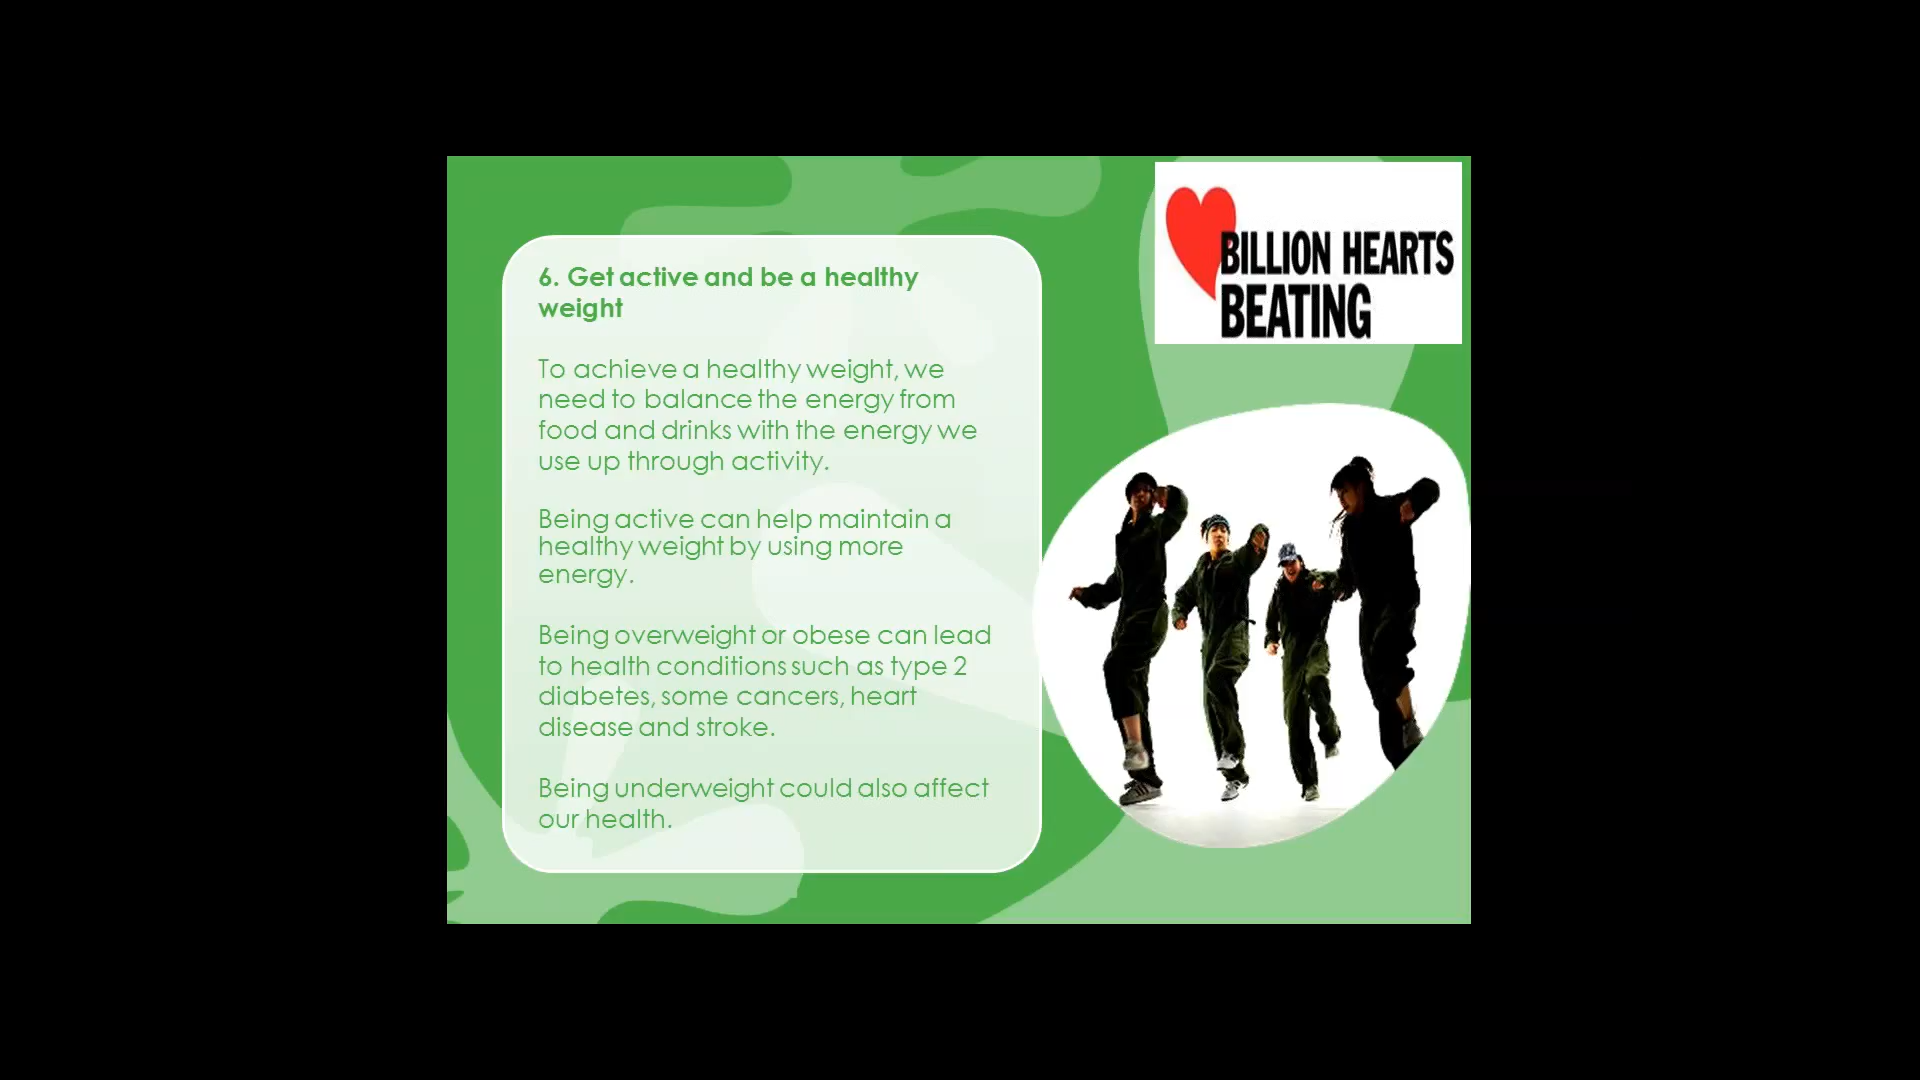 6. Get active and be a healthy
weight
To achieve a healthy weight, we
need to balance the energy from
food and drinks with the energy we
use up through activity.
Being active can help maintain a
healthy weight by using more
energy.
Being overweight or obese can lead
to health conditions such as type 2
diabetes, some cancers, heart
disease and stroke.
Being underweight could also affect
our health.
BILLION HEARTS
BEATING